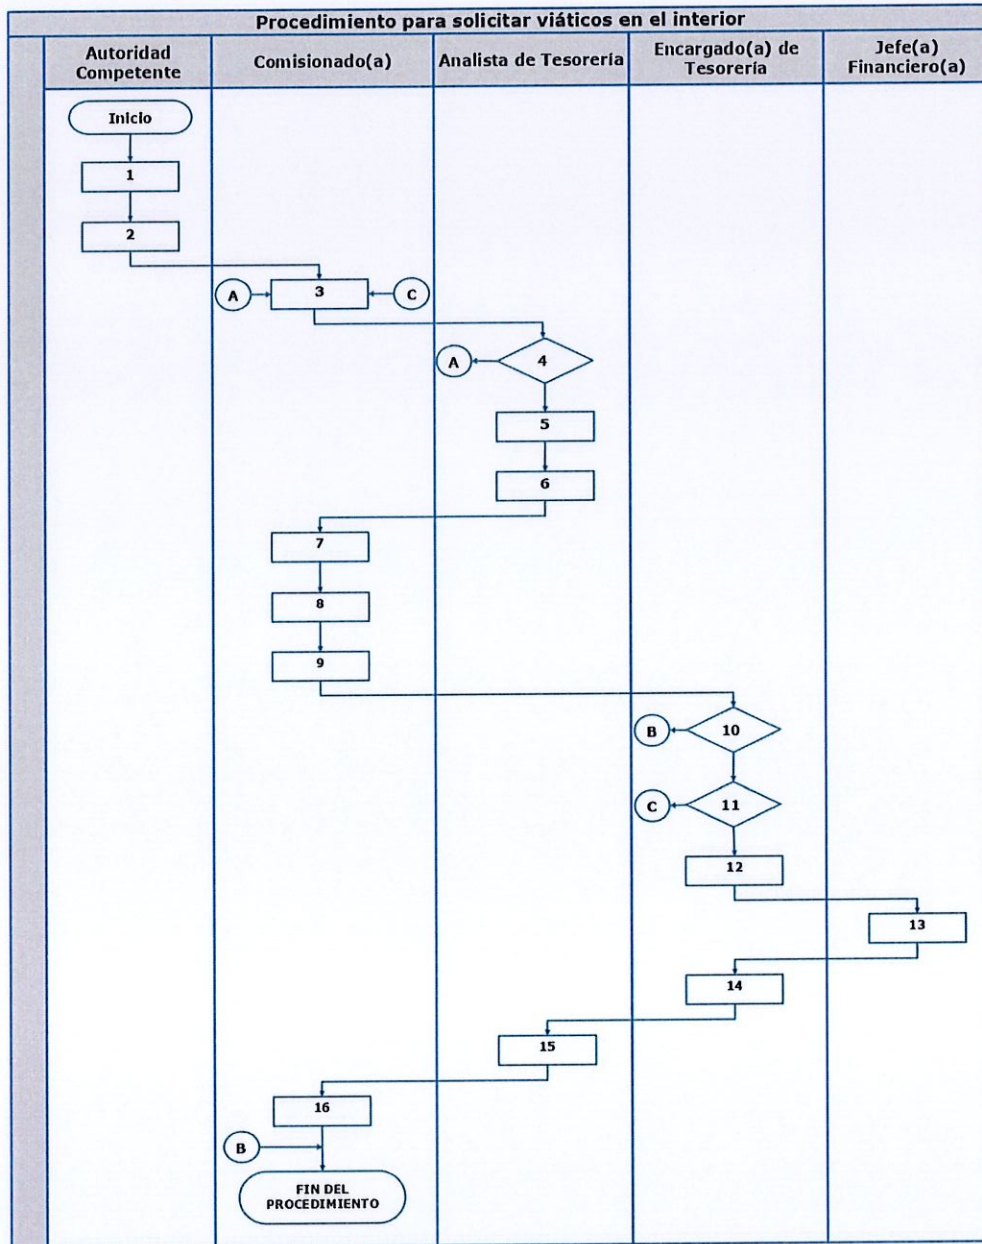 Procedimiento para solicitar viáticos en el interior
Autoridad
Competente
Comisionado(a)
Analista de Tesorería
Encargado(a) de
Tesorería
Jefe(a)
Financiero(a)
Inicio
1
2
A
3
C
A
4
5
6
7
8
9
B
10
C
11
12
13
14
15
16
B
FIN DEL
PROCEDIMIENTO